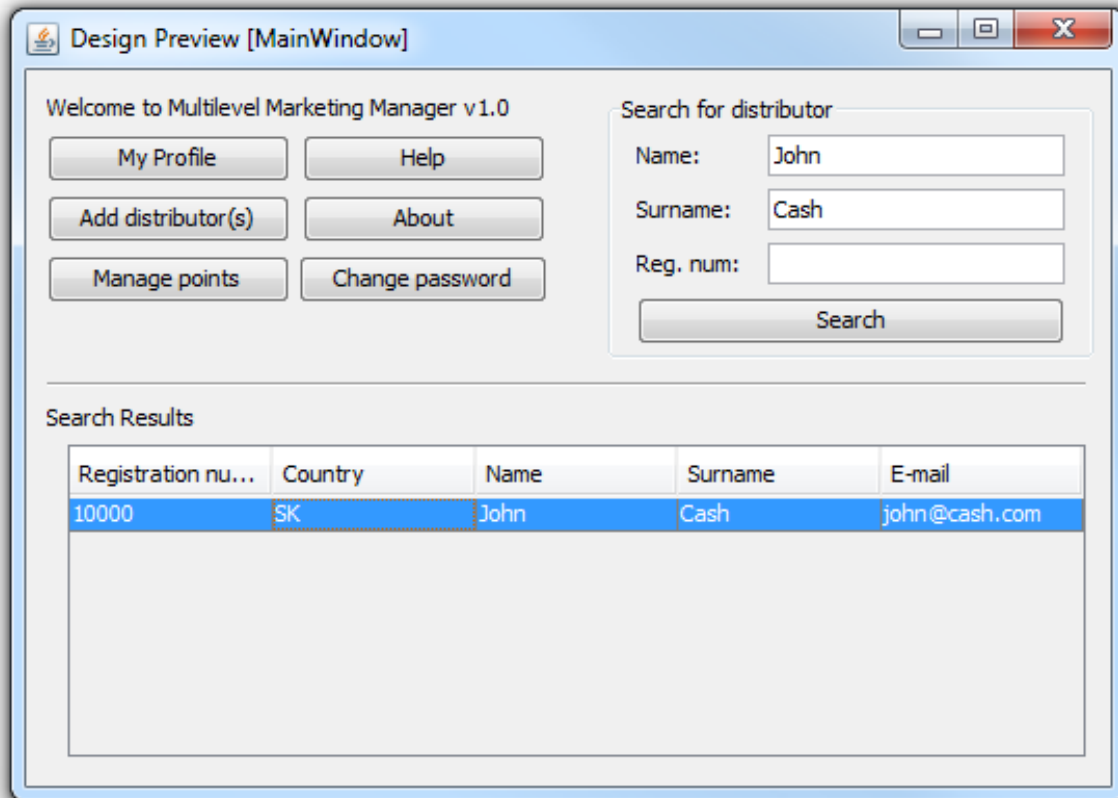 Design Preview [MainWindow]
Welcome to Multilevel Marketing Manager v1.0
My Profile Help
Add distributor(s) About
Manage points Change password
Search for distributor
Name: John
Surname: Cash
Reg. num:
Search
Search Results
Registration nu... Country Name Surname E-mail
10000 SK John Cash john@cash.com